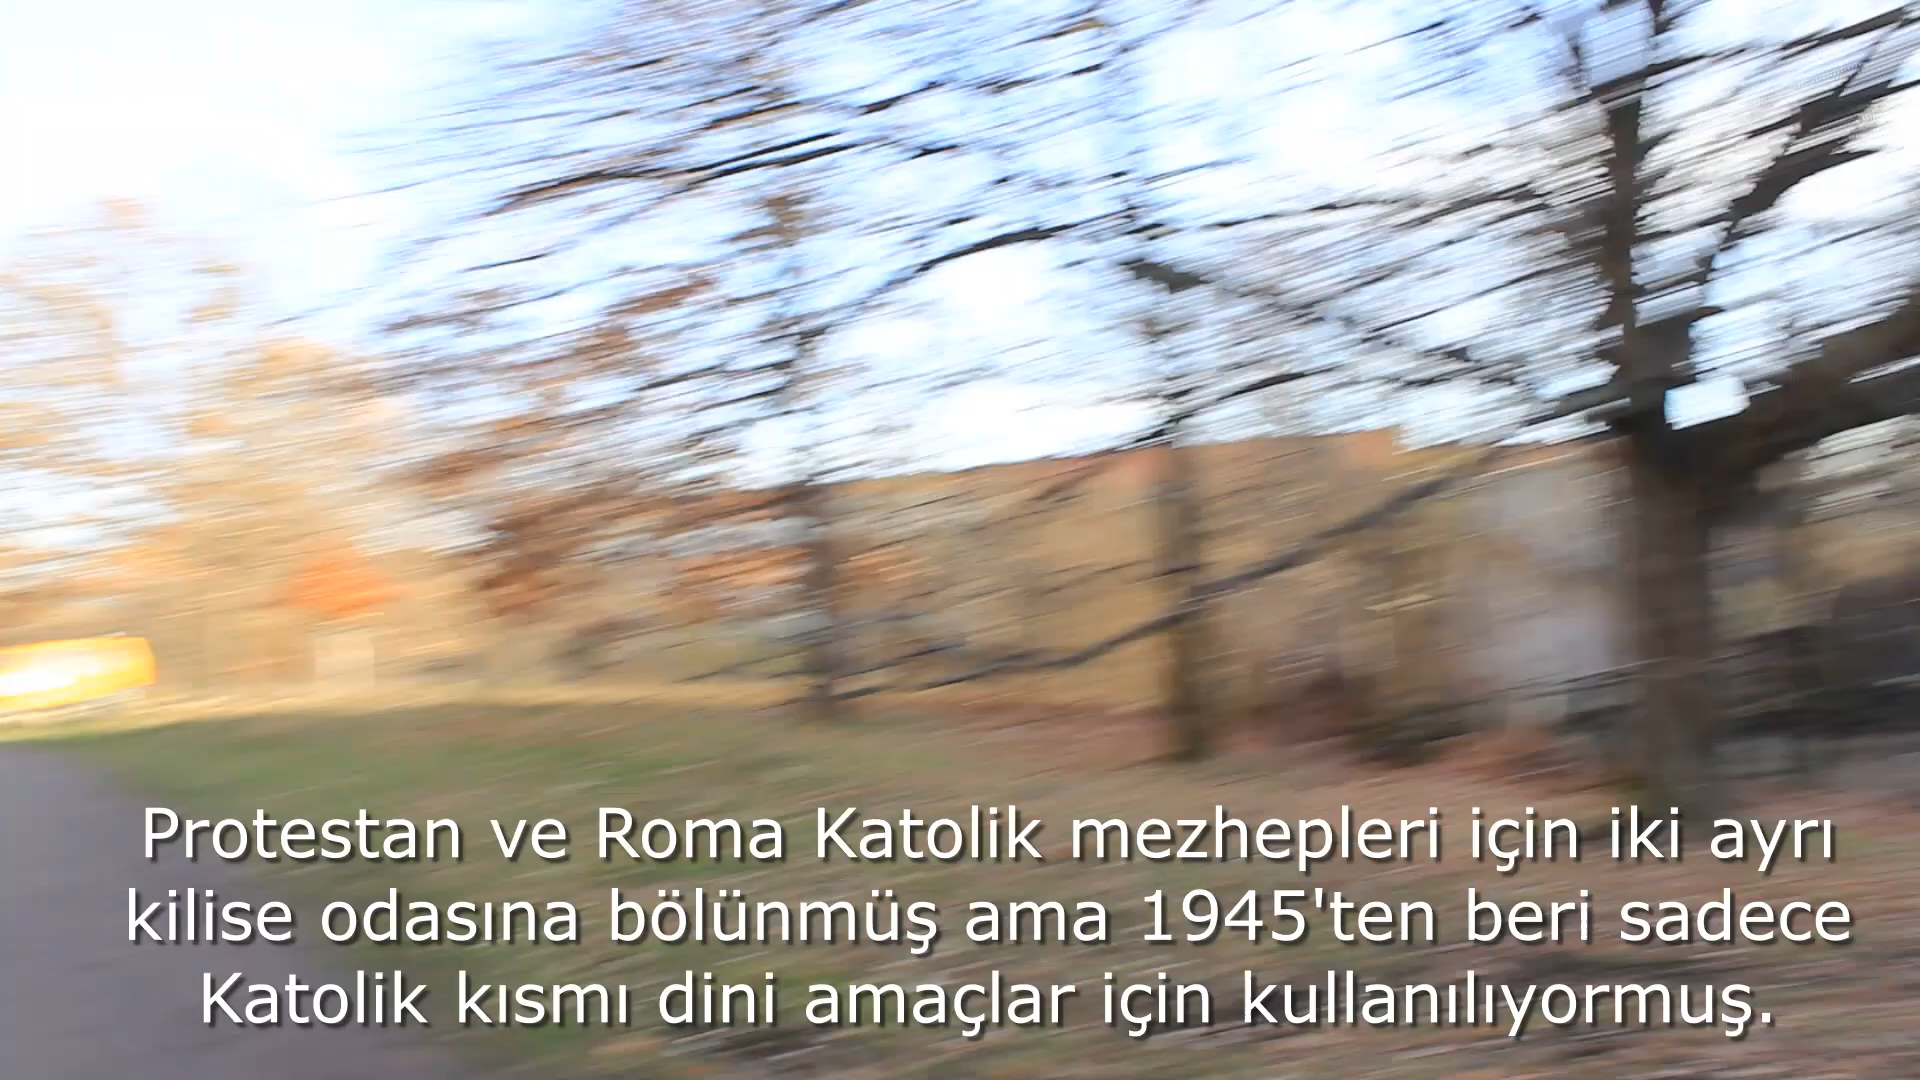 Protestan ve Roma Katolik mezhepleri için iki ayrı
kilise odasına bölünmüş ama 1945'ten beri sadece
Katolik kısmı dini amaçlar için kullanılıyormuş.